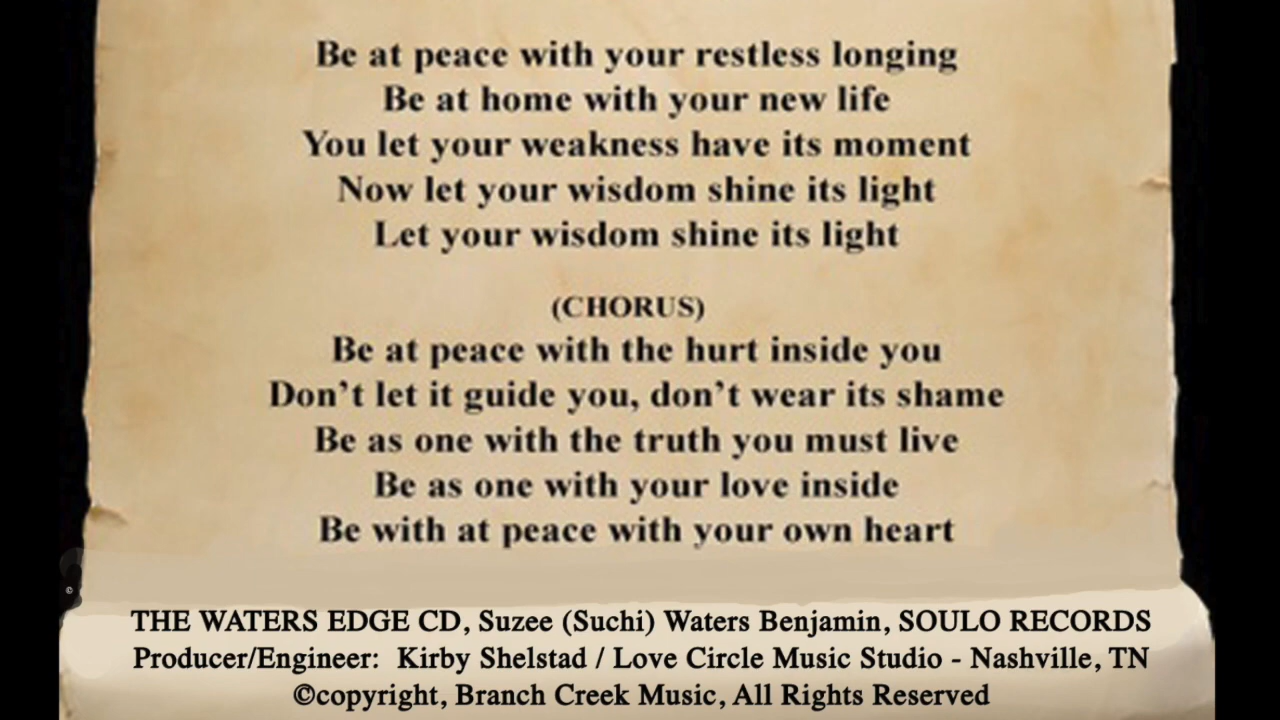 Be at peace with your restless longing
Be at home with your new life
You let your weakness have its moment
Now let your wisdom shine its light
Let your wisdom shine its light
(CHORUS)
Be at peace with the hurt inside you
Don’t let it guide you, don’t wear its shame
Be as one with the truth you must live
Be as one with your love inside
Be with at peace with your own heart
©
THE WATERS EDGE CD, Suzee (Suchi) Waters Benjamin, SOULO RECORDS
Producer/Engineer:  Kirby Shelstad / Love Circle Music Studio - Nashville, TN
©copyright, Branch Creek Music, All Rights Reserved